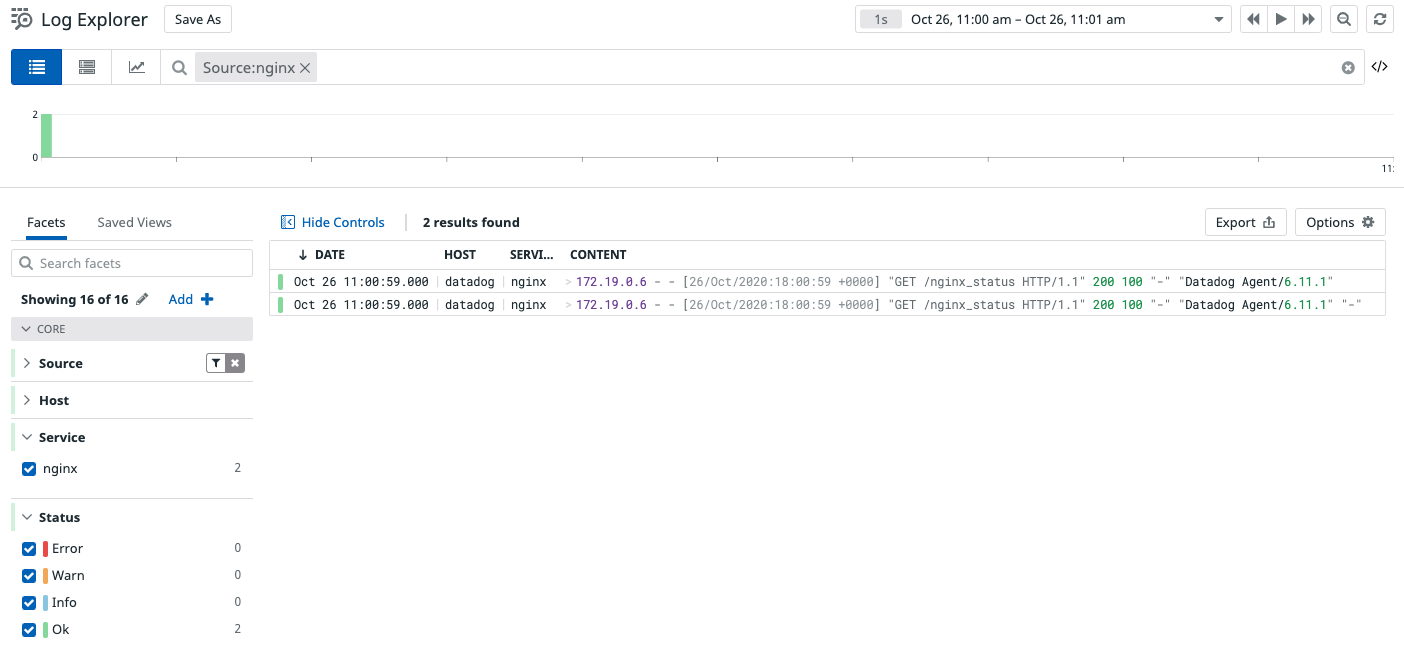 Log Explorer Save As 1s Oct 26, 11:00 am – Oct 26, 11:01 am
Source:nginx </>
2
0
11:
Facets Saved Views Hide Controls 2 results found Export Options
DATE HOST SERVI... CONTENT
Search facets
Oct 26 11:00:59.000 datadog nginx > 172.19.0.6 - - [26/Oct/2020:18:00:59 +0000] "GET /nginx_status HTTP/1.1" 200 100 "-" "Datadog Agent/6.11.1"
Showing 16 of 16 Add
Oct 26 11:00:59.000 datadog nginx > 172.19.0.6 - - [26/Oct/2020:18:00:59 +0000] "GET /nginx_status HTTP/1.1" 200 100 "-" "Datadog Agent/6.11.1" "-"
CORE
Source
Host
Service
nginx 2
Status
Error 0
Warn 0
Info 0
Ok 2